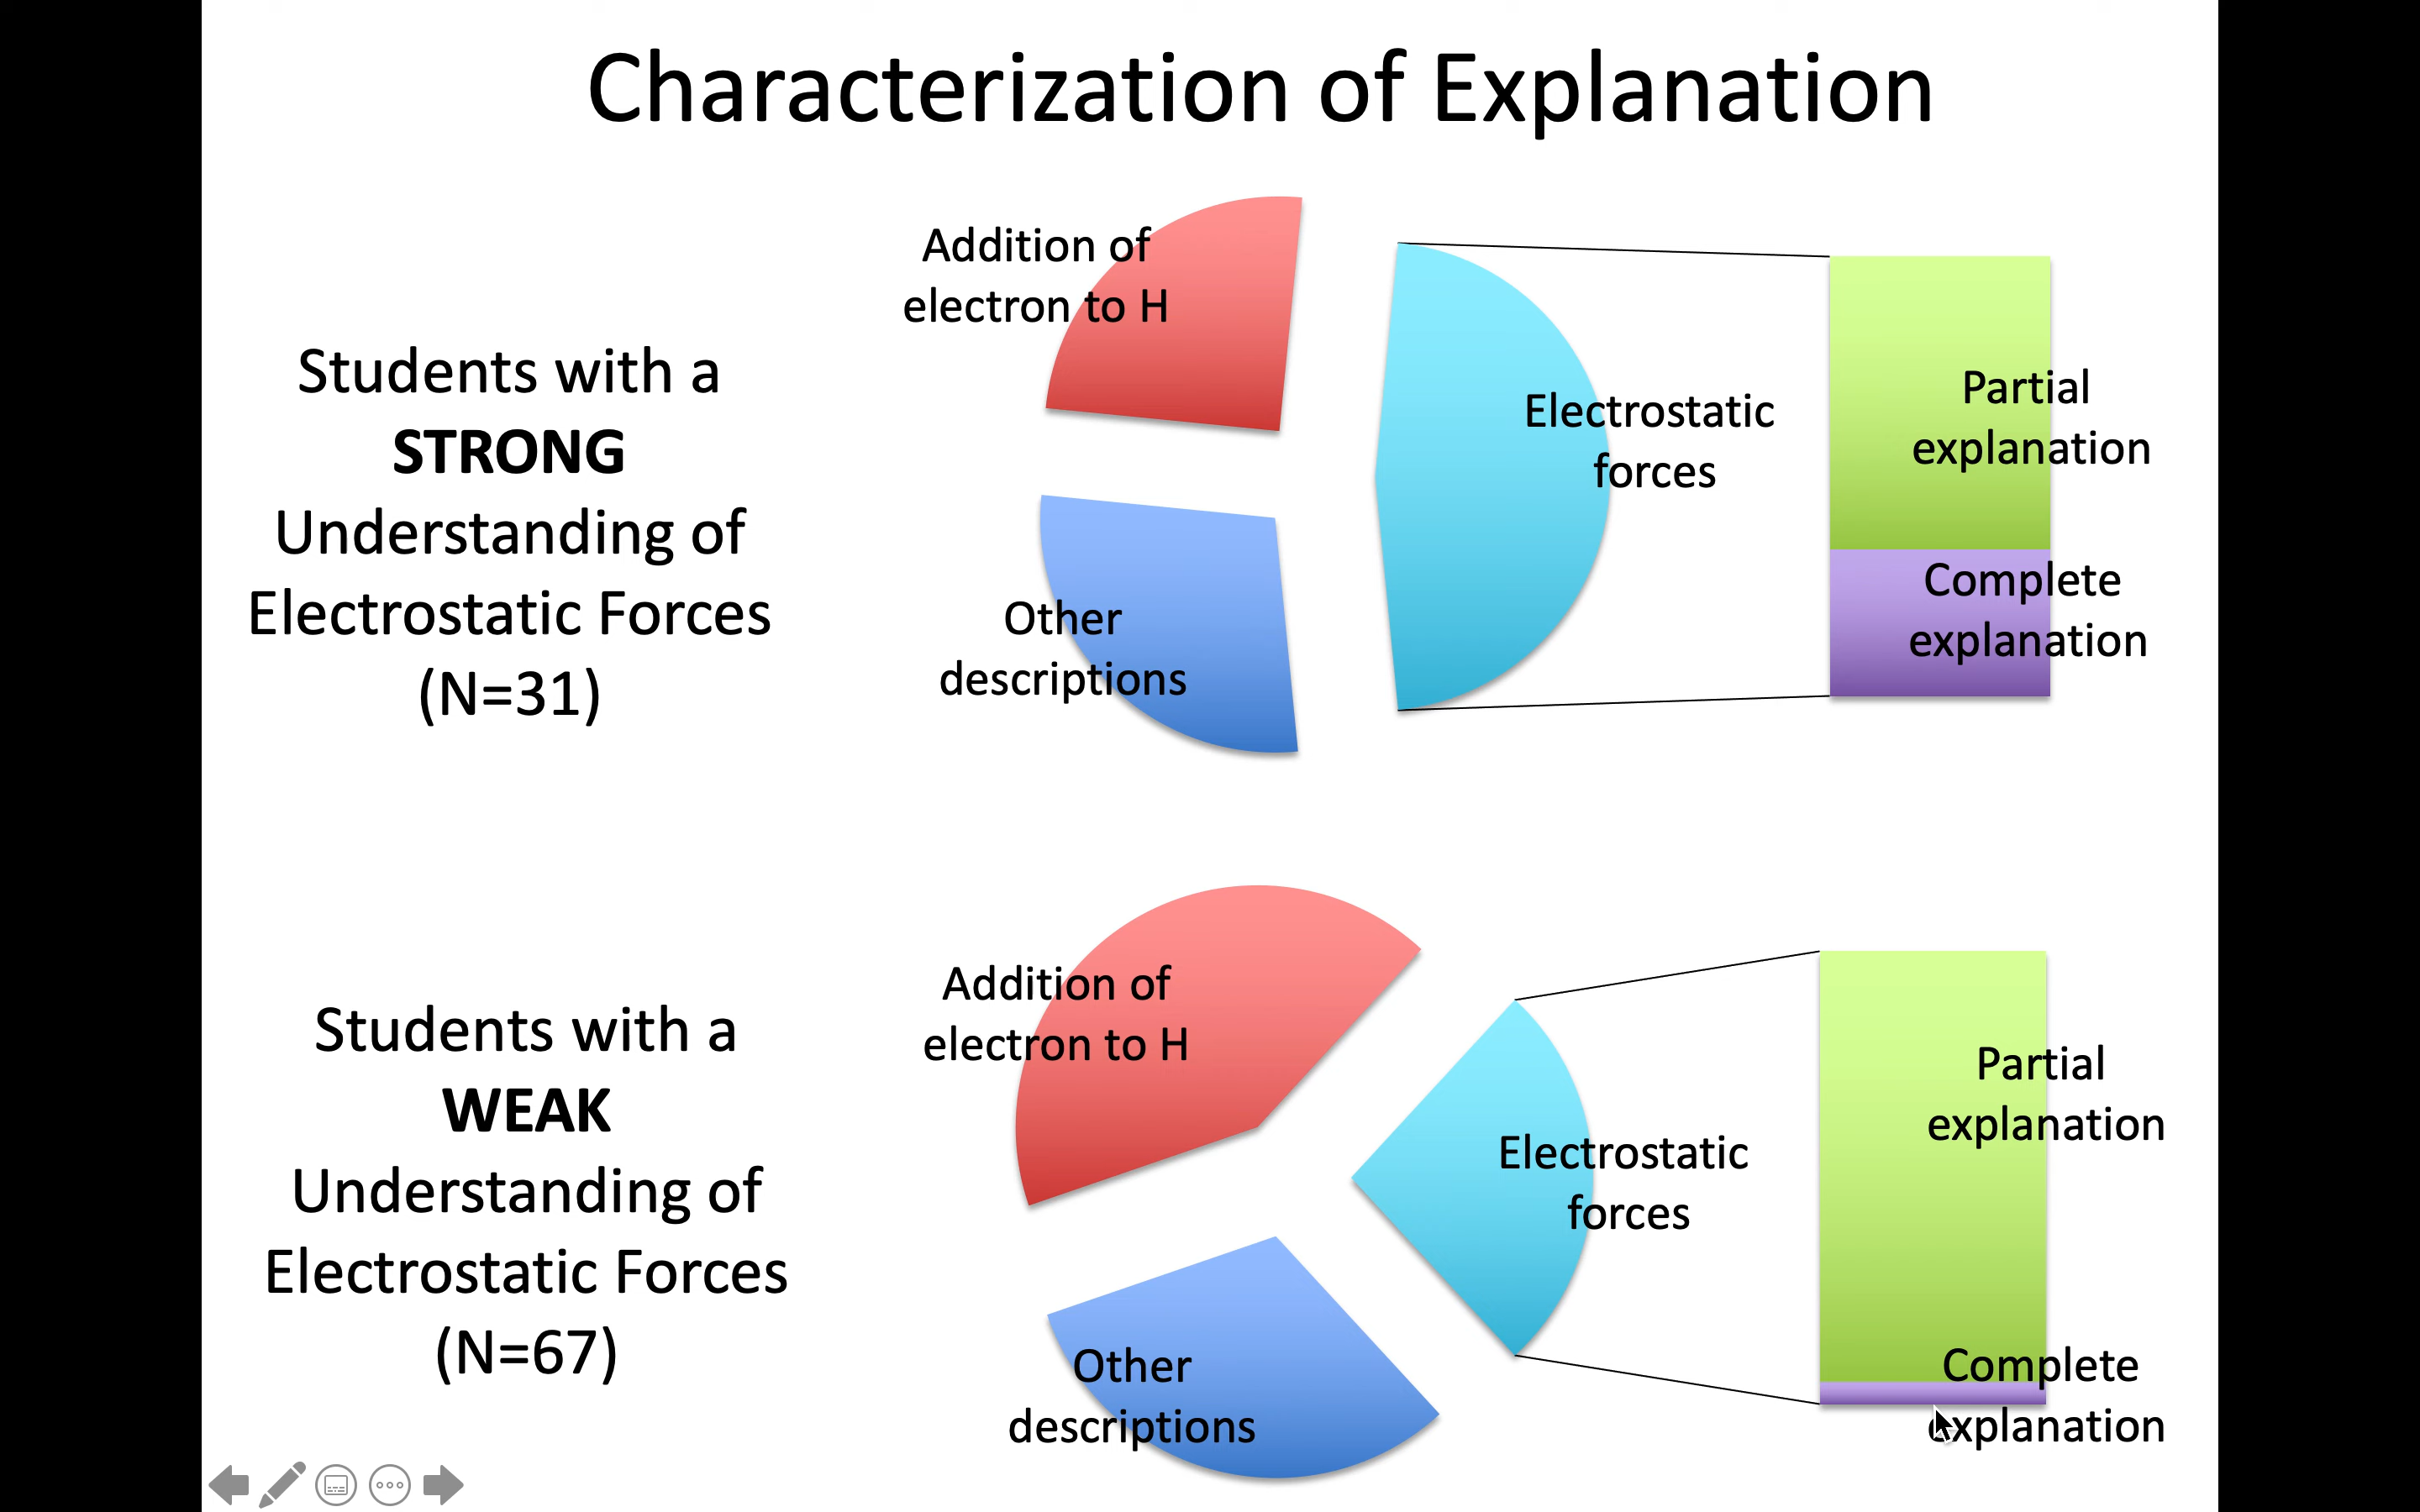 Characterization of Explanation
Students with a
STRONG
Understanding of
Electrostatic Forces
(N=31)
Addition of
electron to H
Other
descriptions
Electrostatic
forces
Partial
explanation
Complete
explanation
Students with a
WEAK
Understanding of
Electrostatic Forces
(N=67)
Addition of
electron to H
Other
descriptions
Electrostatic
forces
Partial
explanation
Complete
explanation